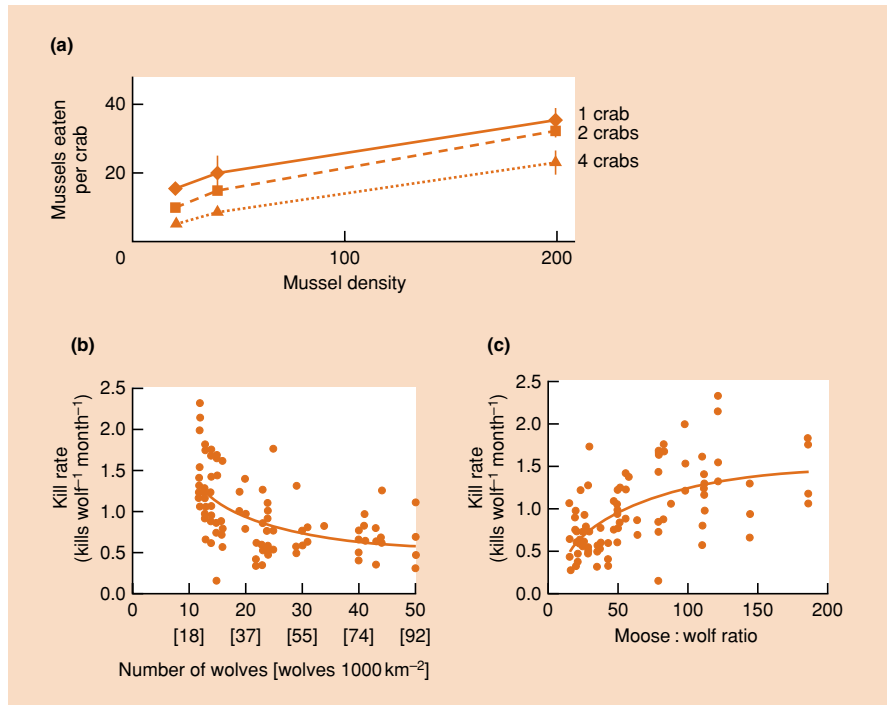 (a)
Mussels eaten
per crab
40
20
0
100
200
Mussel density
1 crab
2 crabs
4 crabs
(b)
Kill rate
(kills wolf⁻¹ month⁻¹)
2.5
2.0
1.5
1.0
0.5
0.0
0 10 20 30 40 50
[18] [37] [55] [74] [92]
Number of wolves [wolves 1000 km⁻²]
(c)
Kill rate
(kills wolf⁻¹ month⁻¹)
2.5
2.0
1.5
1.0
0.5
0.0
0 50 100 150 200
Moose : wolf ratio